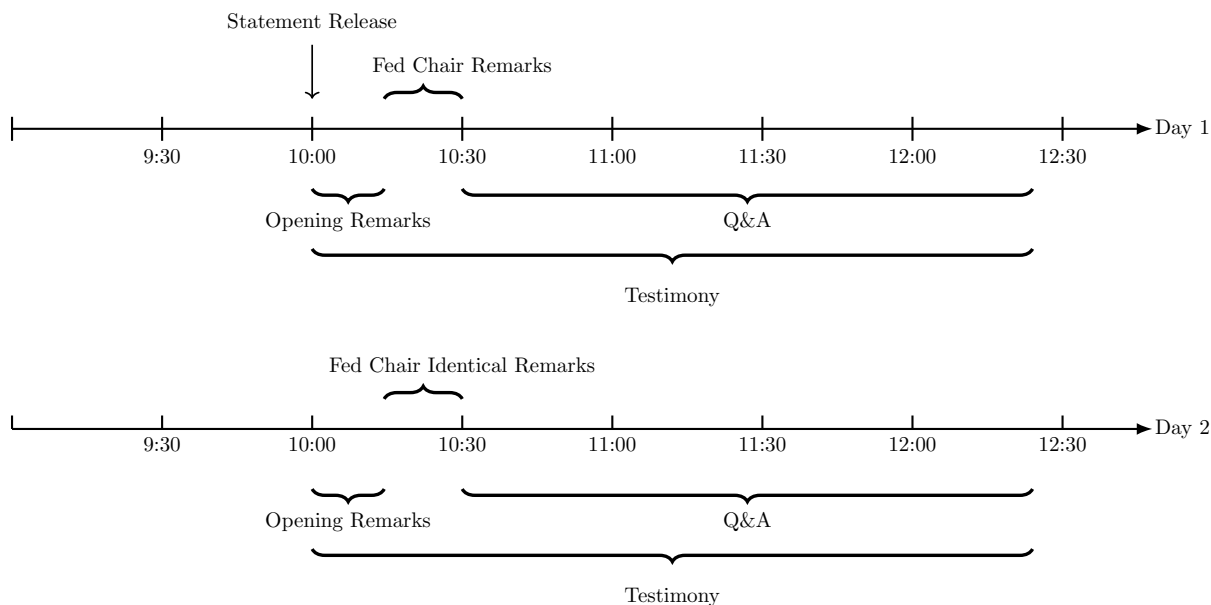 Statement Release
Fed Chair Remarks
Day 1
9:30 10:00 10:30 11:00 11:30 12:00 12:30
Opening Remarks Q&A
Testimony
Fed Chair Identical Remarks
Day 2
9:30 10:00 10:30 11:00 11:30 12:00 12:30
Opening Remarks Q&A
Testimony